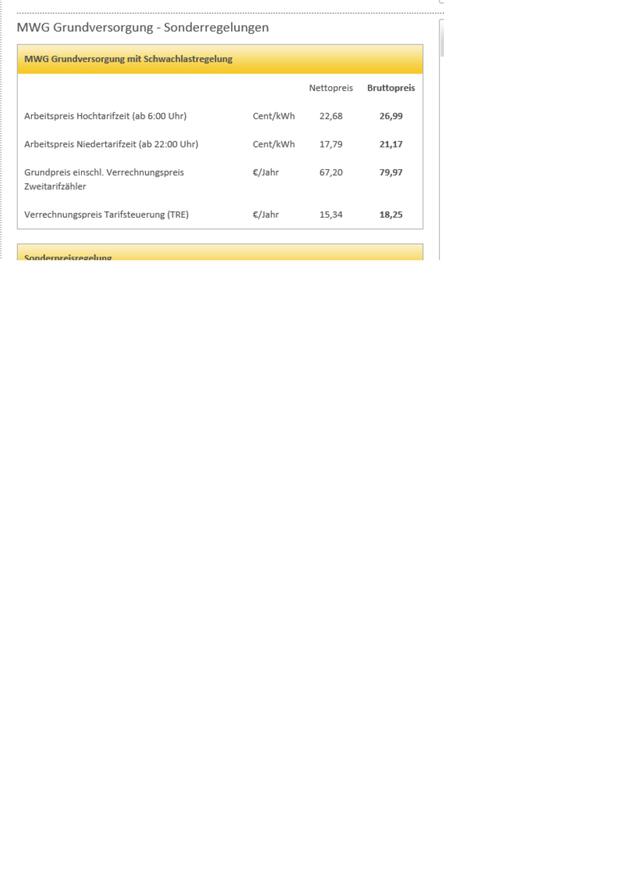 MWG Grundversorgung - Sonderregelungen
MWG Grundversorgung mit Schwachlastregelung
Nettopreis Bruttopreis
Arbeitspreis Hochtarifzeit (ab 6:00 Uhr) Cent/kWh 22,68 26,99
Arbeitspreis Niedertarifzeit (ab 22:00 Uhr) Cent/kWh 17,79 21,17
Grundpreis einschl. Verrechnungspreis €/Jahr 67,20 79,97
Zweitarifzähler
Verrechnungspreis Tarifsteuerung (TRE) €/Jahr 15,34 18,25
Sonderpreisregelung